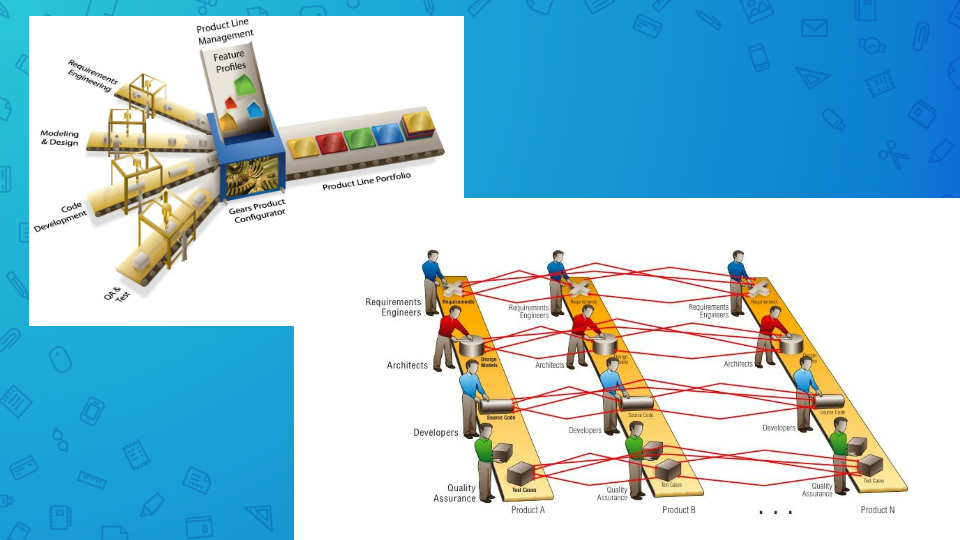 Product Line
Management
Feature
Profiles
Requirements
Engineering
Modeling
& Design
Code
Development
QA &
Test
Gears Product
Configurator
Product Line Portfolio
Requirements
Engineers
Requirements
Requirements
Engineers
Requirements
Requirements
Engineers
Requirements
Architects
Design
Models
Architects
Design
Models
Architects
Design
Developers
Source Code
Developers
Source Code
Developers
Source Code
Quality
Assurance
Test Cases
Quality
Assurance
Test Cases
Quality
Assurance
Test Cases
Product A
Product B
. . .
Product N